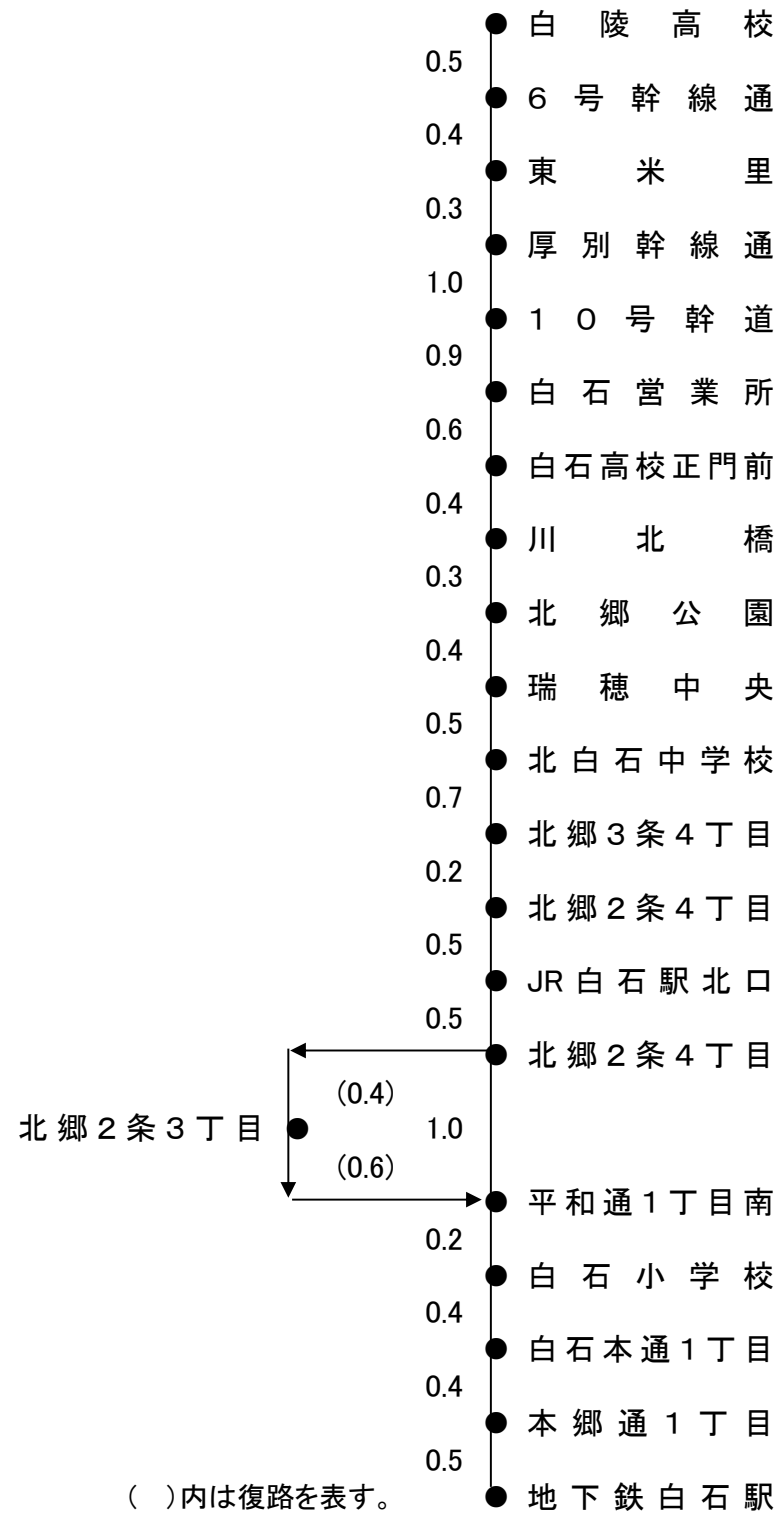 白陵高校
0.5
６号幹線通
0.4
東米里
0.3
厚別幹線通
1.0
１０号幹道
0.9
白石営業所
0.6
白石高校正門前
0.4
川北橋
0.3
北郷公園
0.4
瑞穂中央
0.5
北白石中学校
0.7
北郷３条４丁目
0.2
北郷２条４丁目
0.5
JR白石駅北口
0.5
北郷２条４丁目
（0.4）
北郷２条３丁目 1.0
（0.6）
平和通１丁目南
0.2
白石小学校
0.4
白石本通１丁目
0.4
本郷通１丁目
0.5
（　）内は復路を表す。 地下鉄白石駅